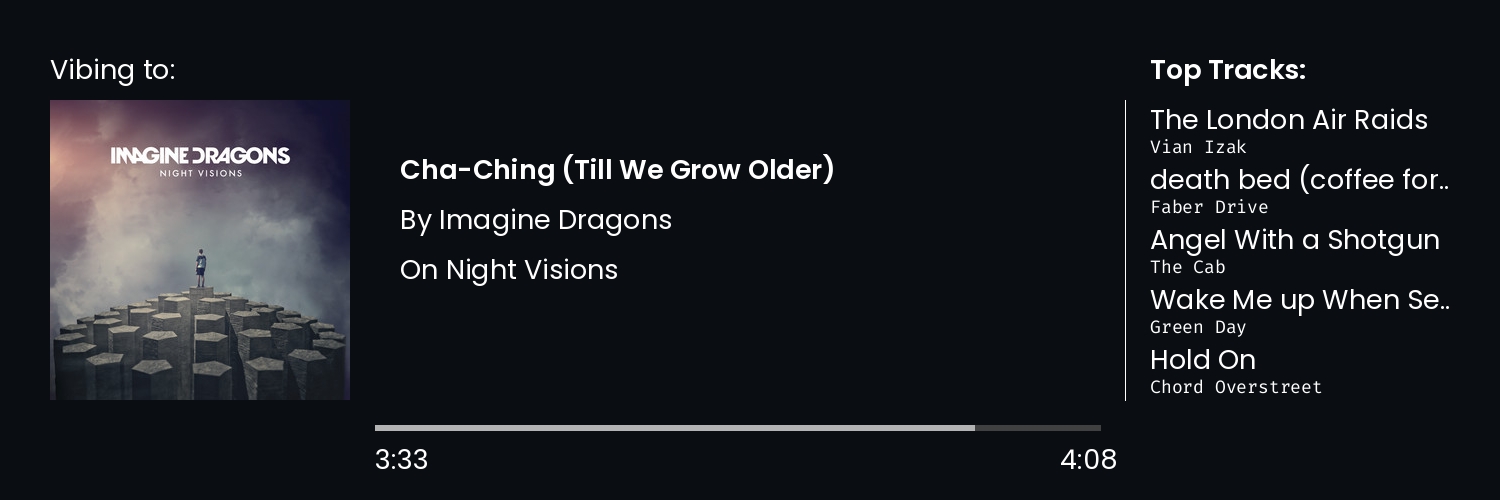 Vibing to:
IMAGINE DRAGONS
NIGHT VISIONS
Cha-Ching (Till We Grow Older)
By Imagine Dragons
On Night Visions
3:33
4:08
Top Tracks:
The London Air Raids
Vian Izak
death bed (coffee for..
Faber Drive
Angel With a Shotgun
The Cab
Wake Me up When Se..
Green Day
Hold On
Chord Overstreet